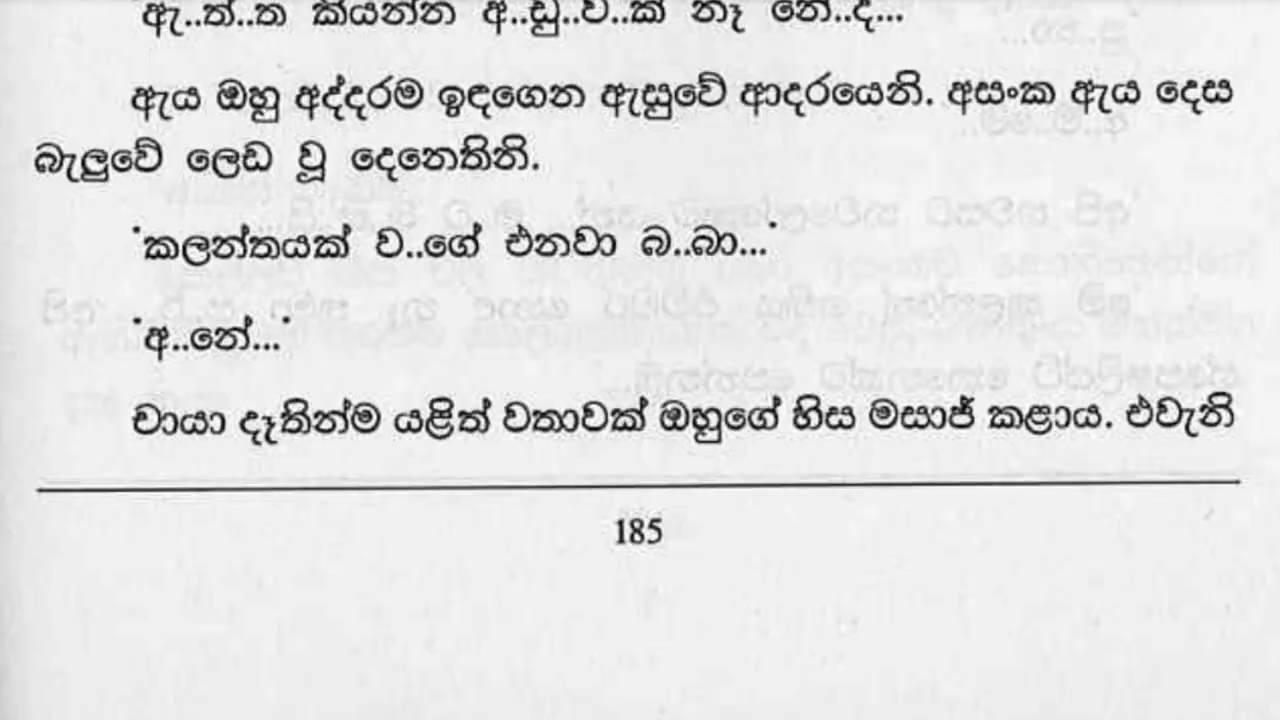 'ඇ..ත්..ත කියන්න අ..ඩු..ව..ක් නෑ නේ..ද...
ඇය ඔහු අද්දරම ඉඳගෙන ඇසුවේ ආදරයෙනි. අසංක ඇය දෙස
බැලුවේ ලෙඩ වූ දෙනෙතිනි.
'කලන්තයක් ව..ගේ එනවා බ..බා...'
'අ..නේ...'
චායා දෑතින්ම යළිත් වතාවක් ඔහුගේ හිස මසාජ් කළාය. එවැනි
185